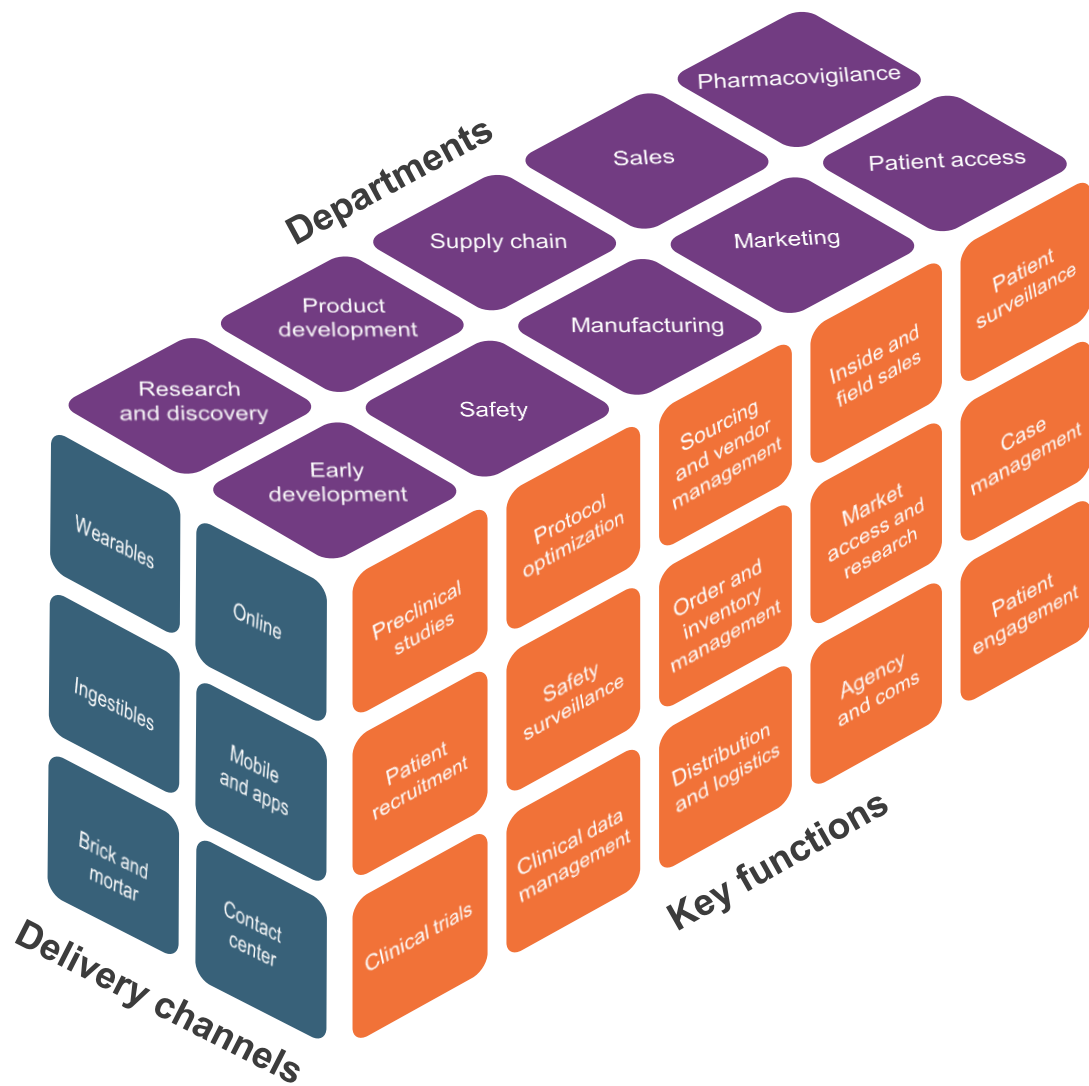 Departments
Pharmacovigilance
Sales
Patient access
Supply chain
Marketing
Product
development
Manufacturing
Research
and discovery
Safety
Early
development
Wearables
Online
Ingestibles
Mobile
and apps
Brick and
mortar
Contact
center
Delivery channels
Preclinical
studies
Protocol
optimization
Sourcing
and vendor
management
Inside and
field sales
Patient
surveillance
Patient
recruitment
Safety
surveillance
Order and
inventory
management
Market
access and
research
Case
management
Clinical trials
Clinical data
management
Distribution
and logistics
Agency
and coms
Patient
engagement
Key functions